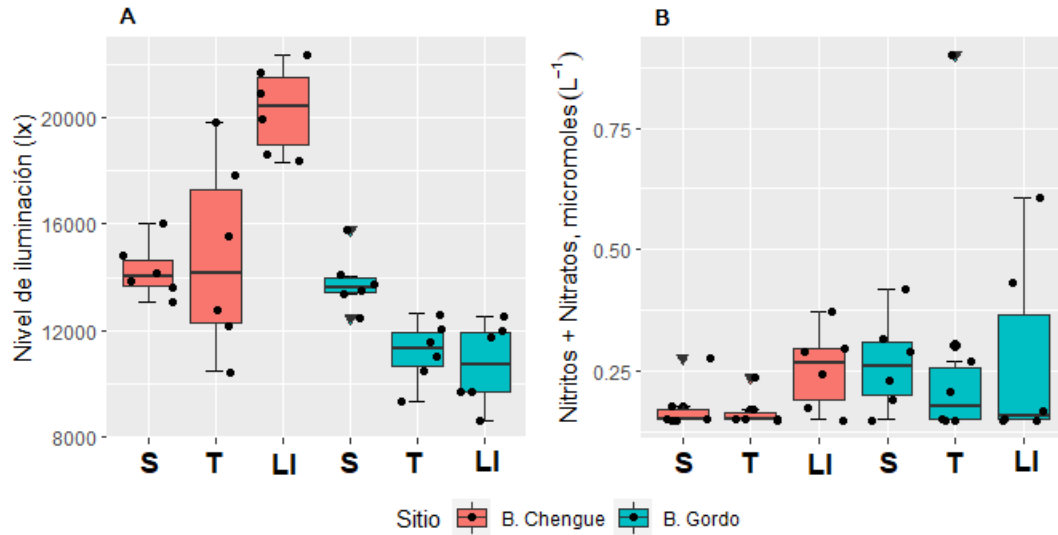 A
B
Nivel de iluminación (lx)
20000
16000
12000
8000
S T LI S T LI
Nitritos + Nitratos, micromoles (L⁻¹)
0.75
0.50
0.25
S T LI S T LI
Sitio B. Chengue B. Gordo